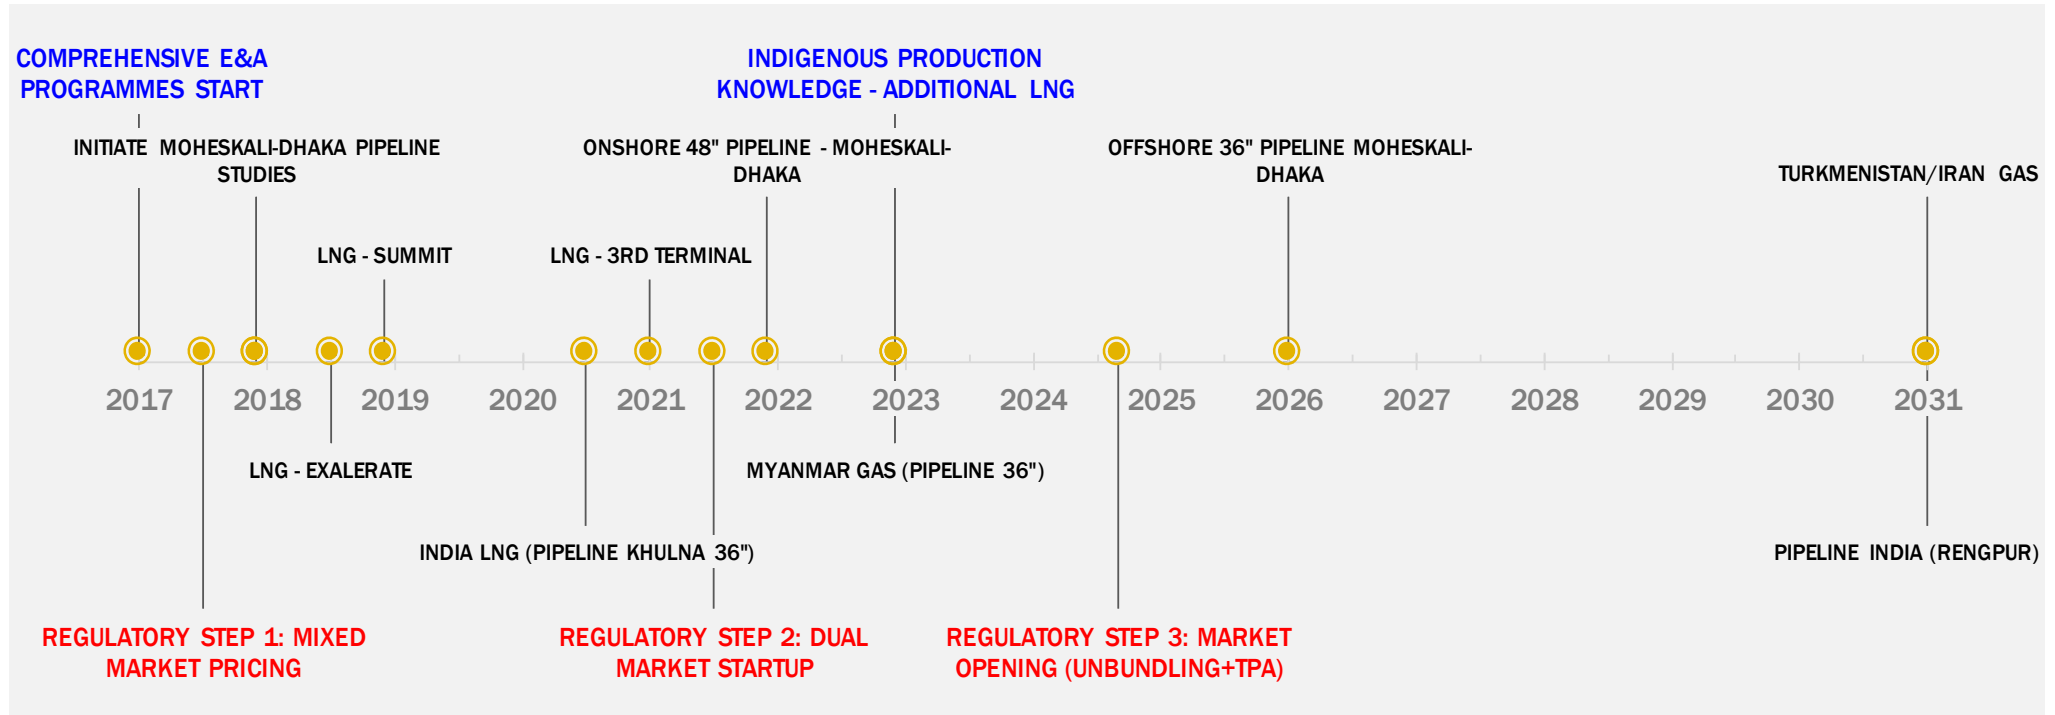 COMPREHENSIVE E&A
PROGRAMMES START
INDIGENOUS PRODUCTION
KNOWLEDGE - ADDITIONAL LNG
INITIATE MOHESKALI-DHAKA PIPELINE
STUDIES
ONSHORE 48" PIPELINE - MOHESKALI-
DHAKA
OFFSHORE 36" PIPELINE MOHESKALI-
DHAKA
TURKMENISTAN/IRAN GAS
LNG - SUMMIT
LNG - 3RD TERMINAL
2017 2018 2019 2020 2021 2022 2023 2024 2025 2026 2027 2028 2029 2030 2031
LNG - EXALERATE
MYANMAR GAS (PIPELINE 36")
INDIA LNG (PIPELINE KHULNA 36")
PIPELINE INDIA (RENGPUR)
REGULATORY STEP 1: MIXED
MARKET PRICING
REGULATORY STEP 2: DUAL
MARKET STARTUP
REGULATORY STEP 3: MARKET
OPENING (UNBUNDLING+TPA)